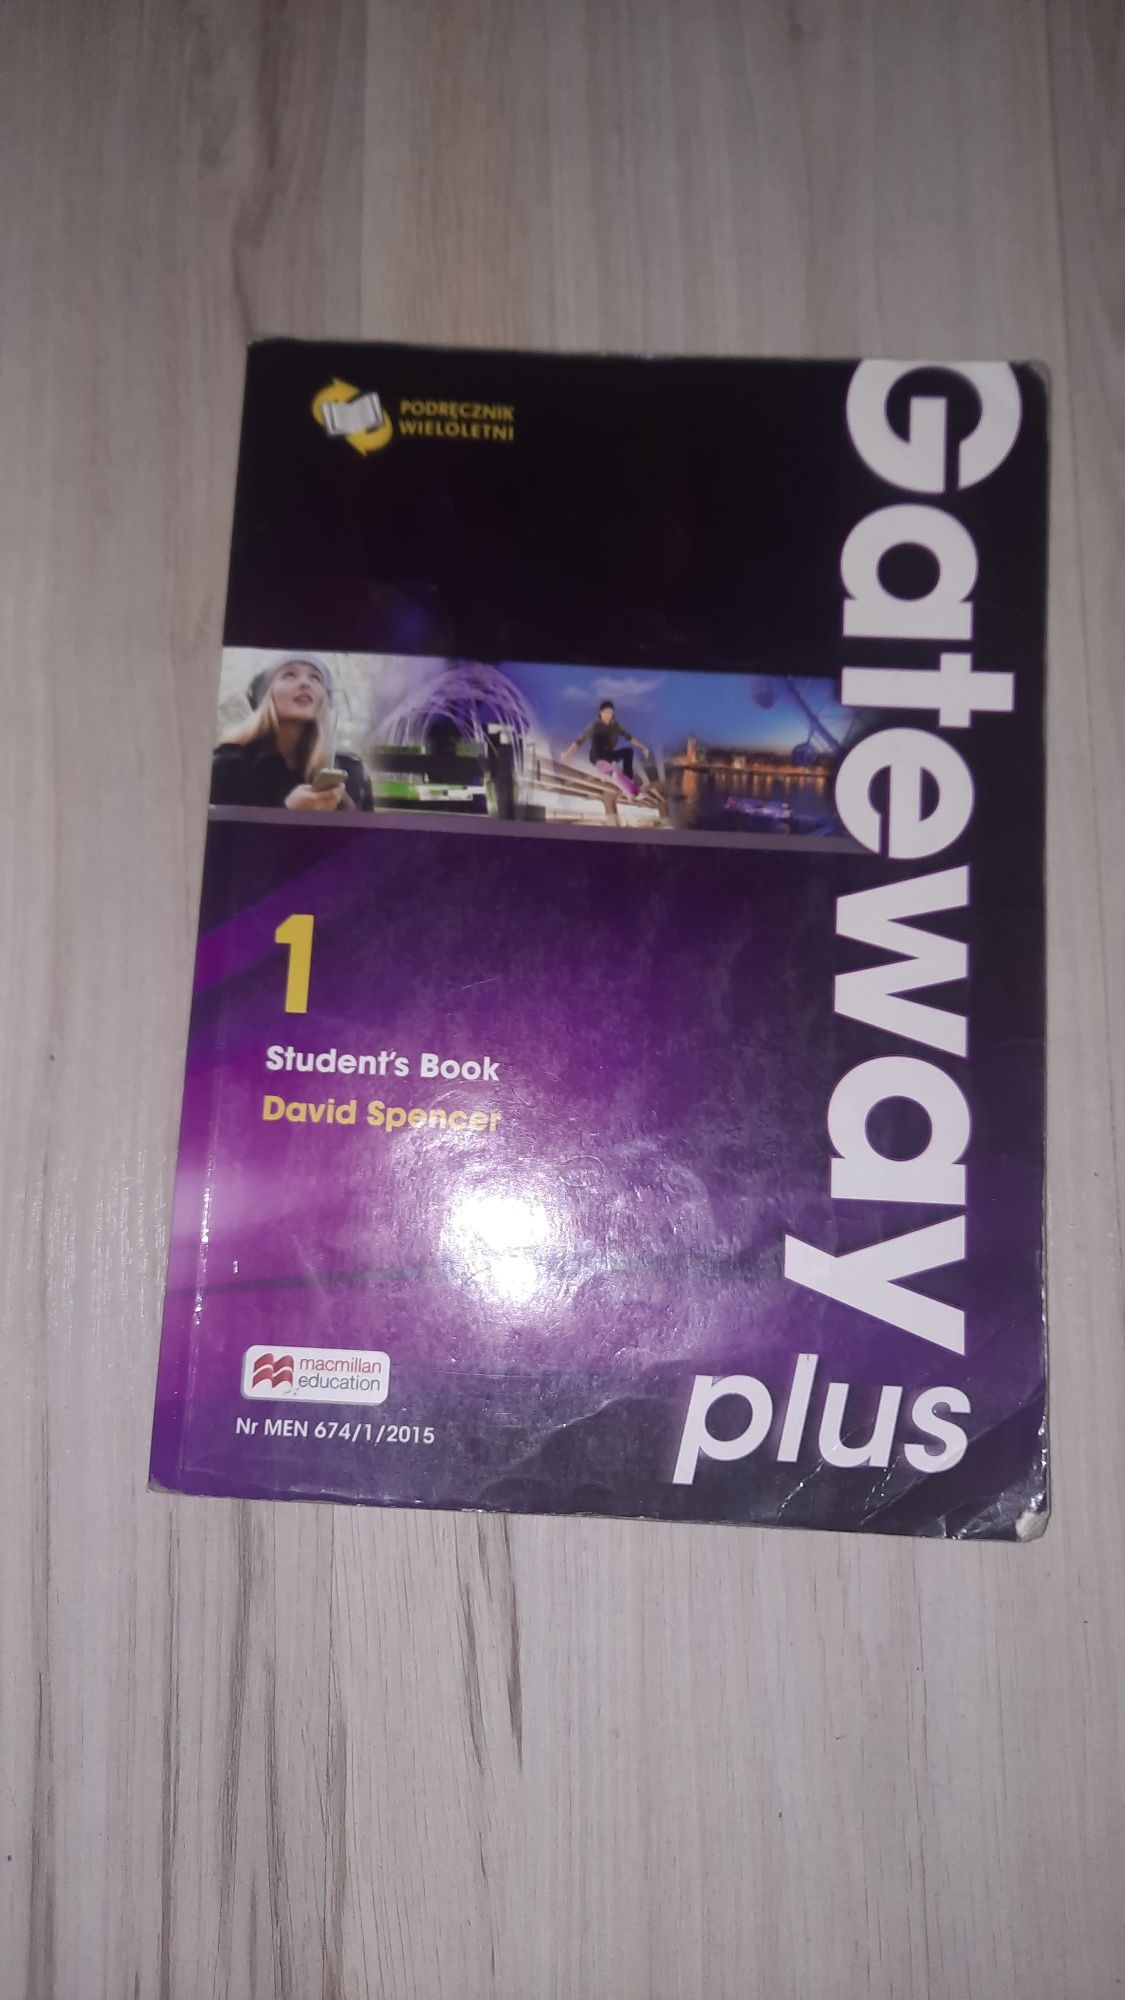 PODRĘCZNIK
WIELOLETNI
Gateway
plus
1
Student's Book
David Spencer
macmillan
education
Nr MEN 674/1/2015